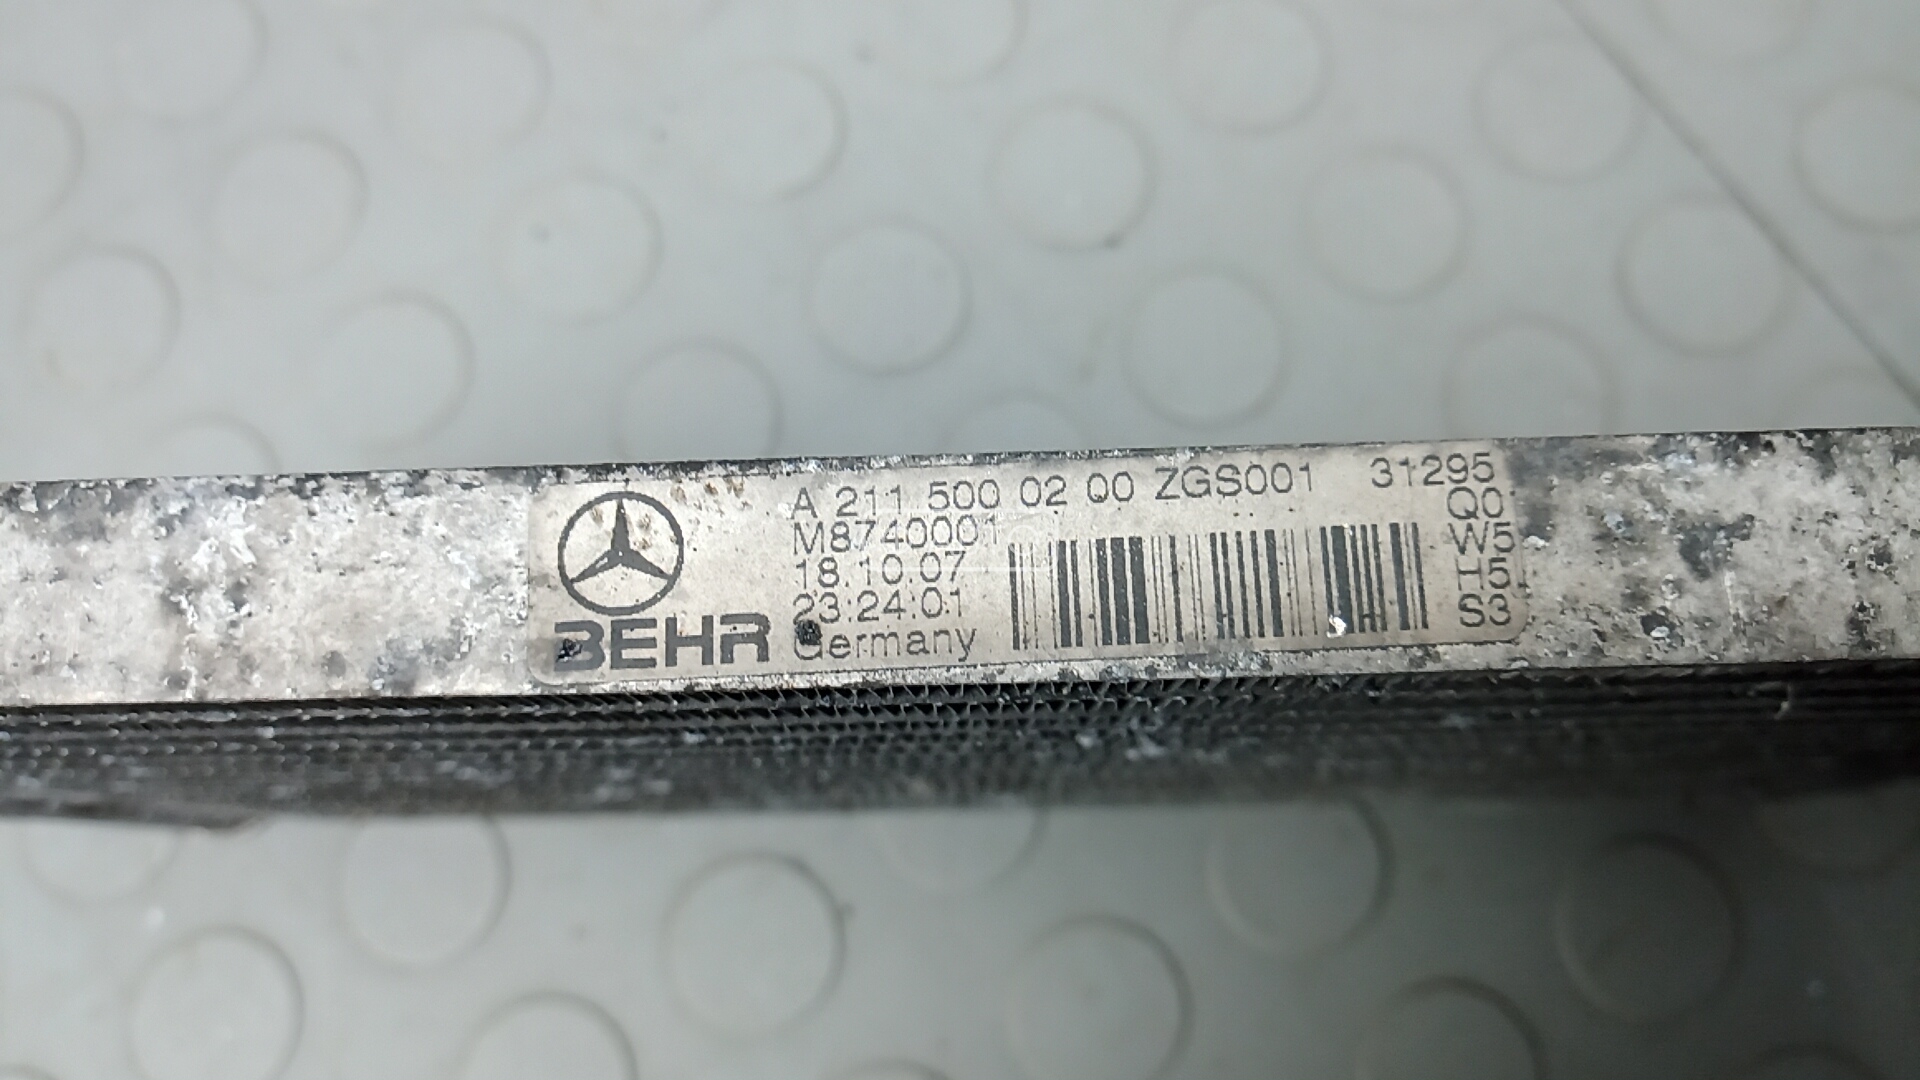 A 211 500 02 00 ZGS001 31295
M8740001
18.10.07
23:24:01
Germany
BEHR
Q0
W5
H5
S3